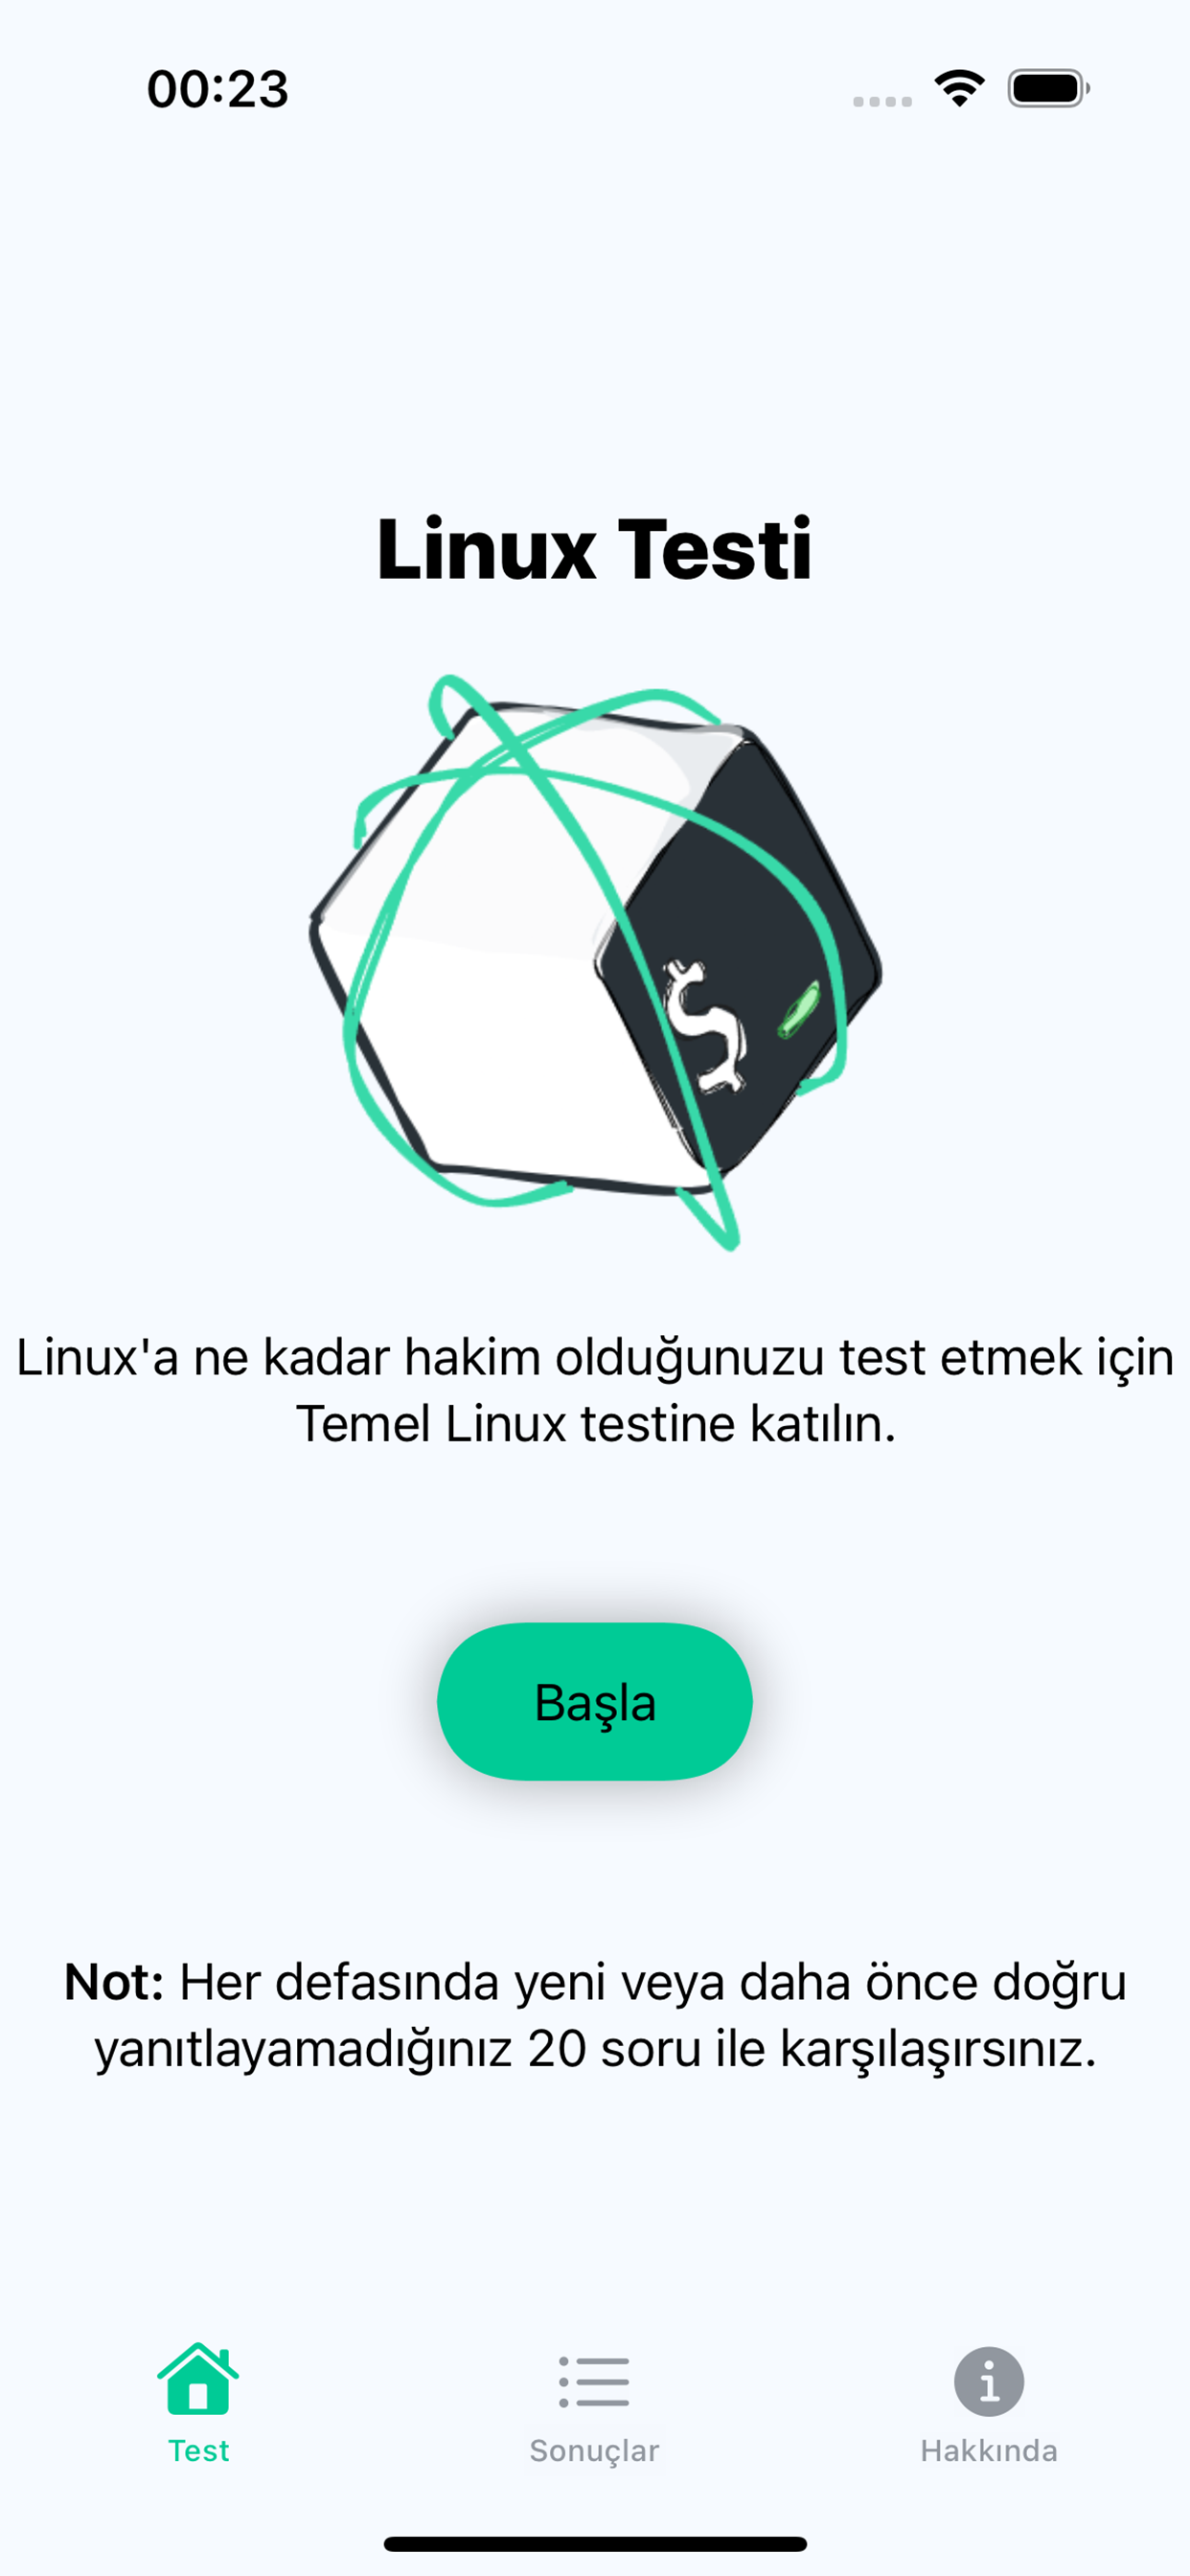 00:23
Linux Testi
Linux'a ne kadar hakim olduğunuzu test etmek için
Temel Linux testine katılın.
Başla
Not: Her defasında yeni veya daha önce doğru
yanıtlayamadığınız 20 soru ile karşılaşırsınız.
Test
Sonuçlar
Hakkında